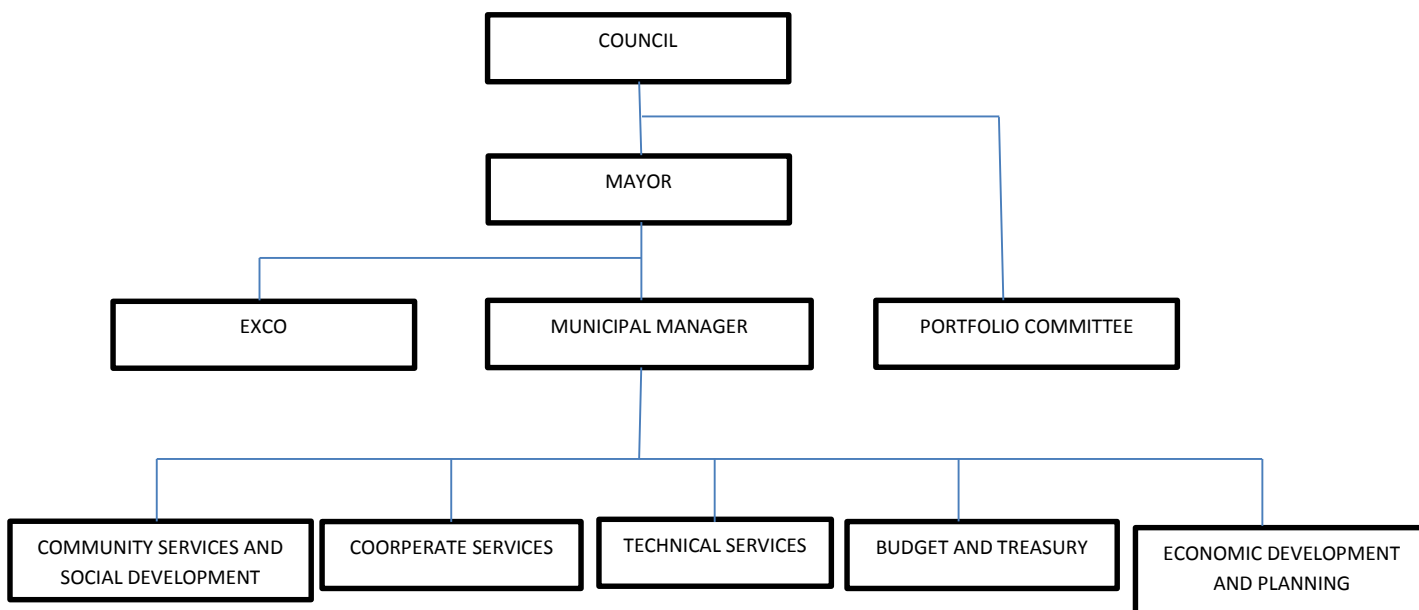 COUNCIL
MAYOR
EXCO
MUNICIPAL MANAGER
PORTFOLIO COMMITTEE
COMMUNITY SERVICES AND
SOCIAL DEVELOPMENT
COORPERATE SERVICES
TECHNICAL SERVICES
BUDGET AND TREASURY
ECONOMIC DEVELOPMENT
AND PLANNING